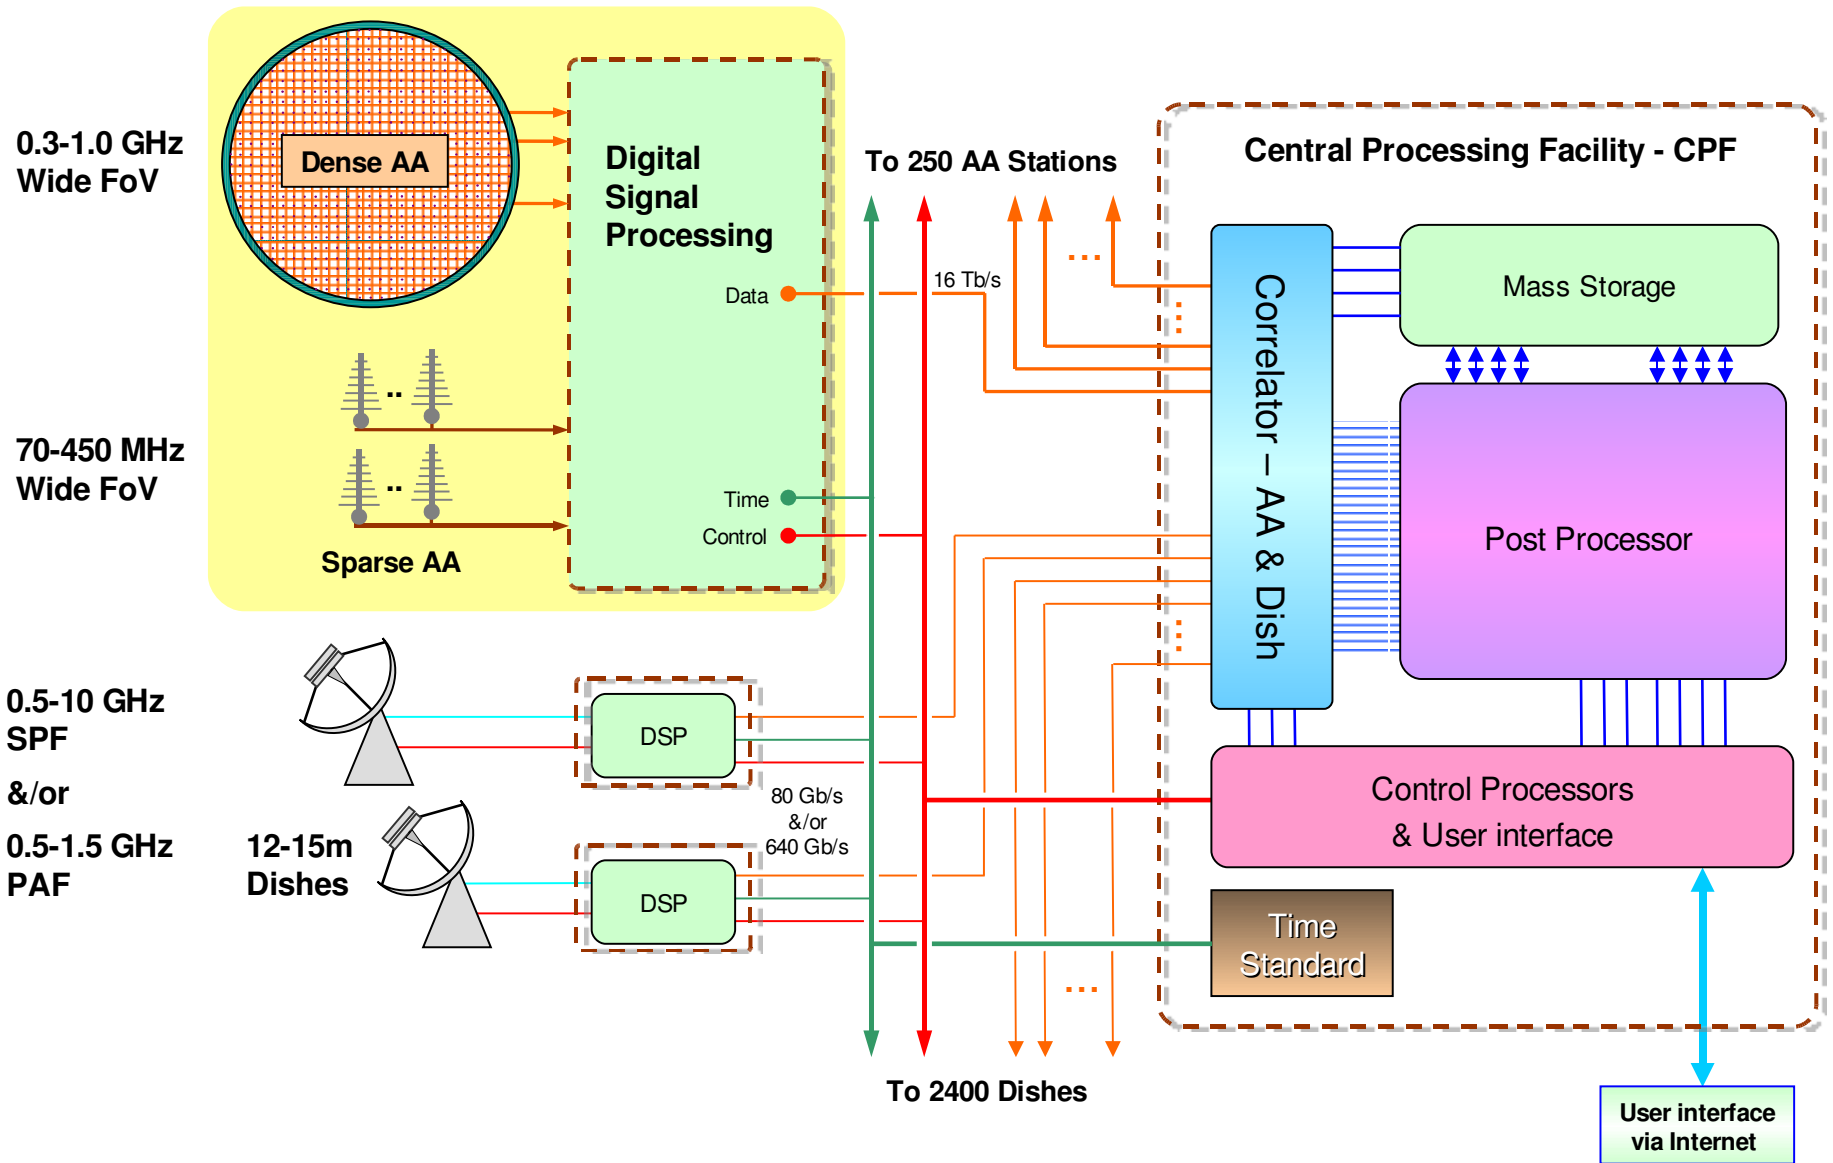 0.3-1.0 GHz
Wide FoV
Dense AA
Digital
Signal
Processing
Data
70-450 MHz
Wide FoV
..
..
Sparse AA
Time
Control
To 250 AA Stations
16 Tb/s
...
...
Central Processing Facility - CPF
Correlator – AA & Dish
Mass Storage
Post Processor
...
0.5-10 GHz
SPF
&/or
0.5-1.5 GHz
PAF
12-15m
Dishes
DSP
80 Gb/s
&/or
640 Gb/s
DSP
Control Processors
& User interface
Time
Standard
...
To 2400 Dishes
User interface
via Internet